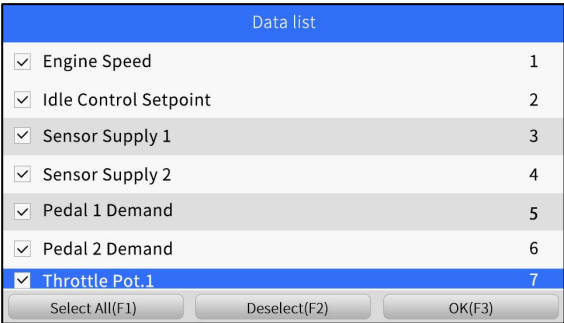 Data list
Engine Speed 1
Idle Control Setpoint 2
Sensor Supply 1 3
Sensor Supply 2 4
Pedal 1 Demand 5
Pedal 2 Demand 6
Throttle Pot.1 7
Select All(F1) Deselect(F2) OK(F3)